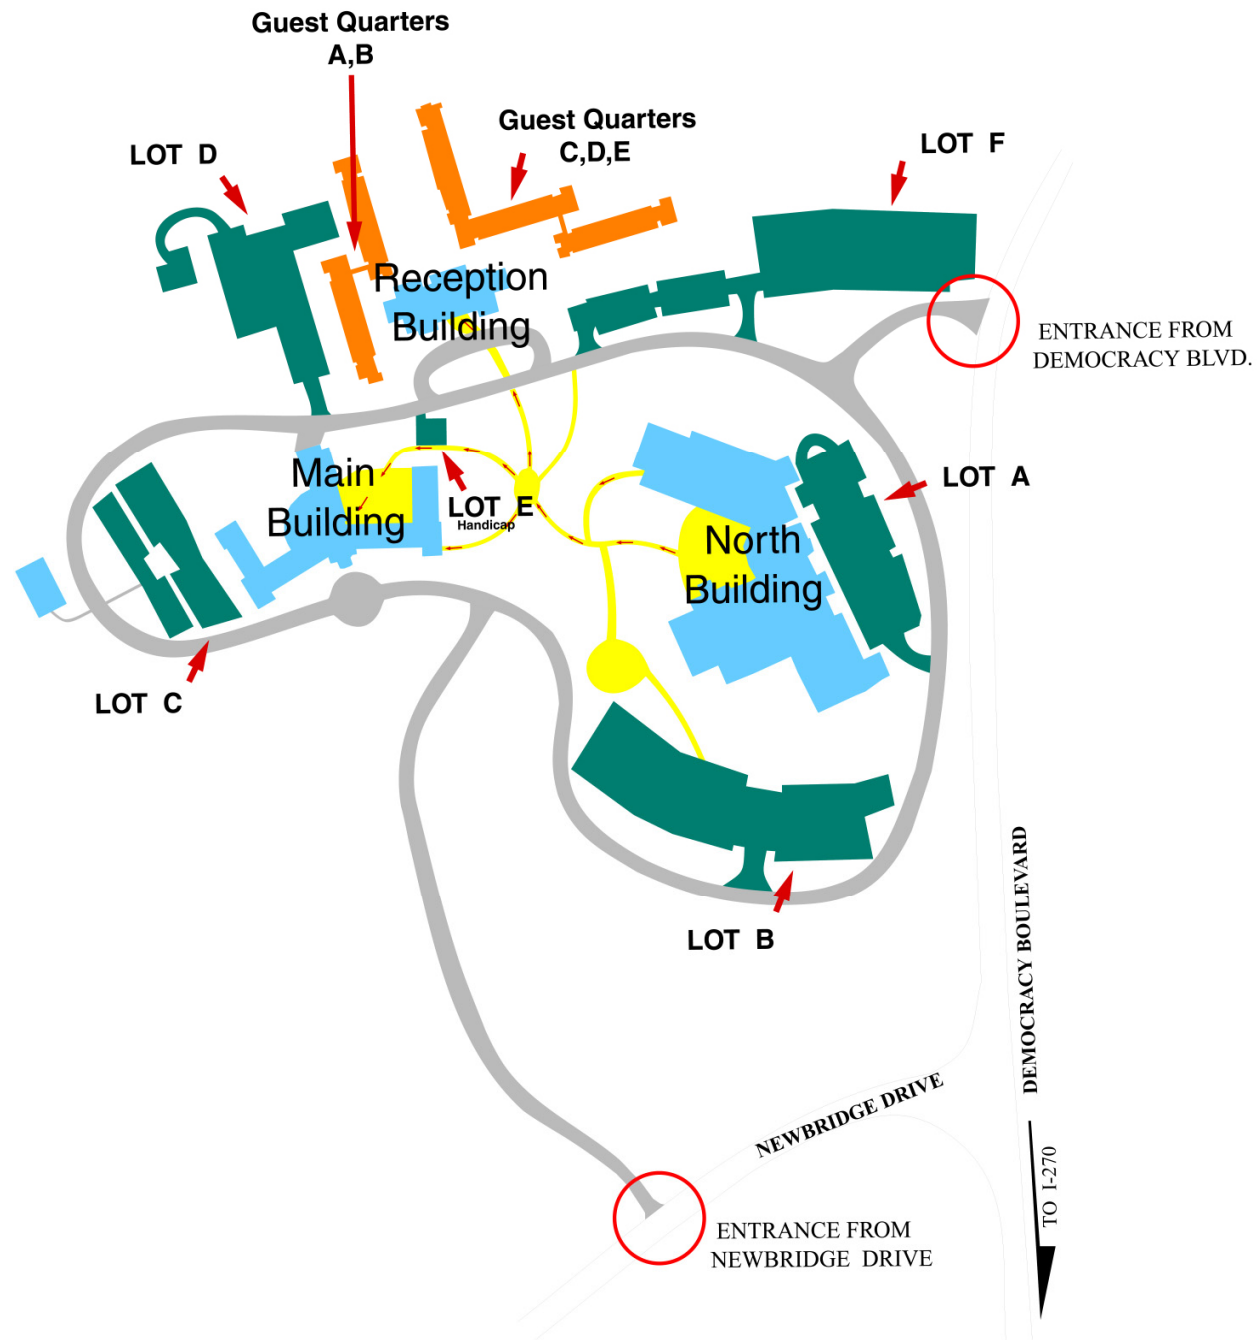 Guest Quarters
A,B
Guest Quarters
C,D,E
LOT D
LOT F
Reception
Building
ENTRANCE FROM
DEMOCRACY BLVD.
Main
Building
LOT E
Handicap
LOT A
North
Building
LOT C
LOT B
DEMOCRACY BOULEVARD
NEWBRIDGE DRIVE
TO I-270
ENTRANCE FROM
NEWBRIDGE DRIVE